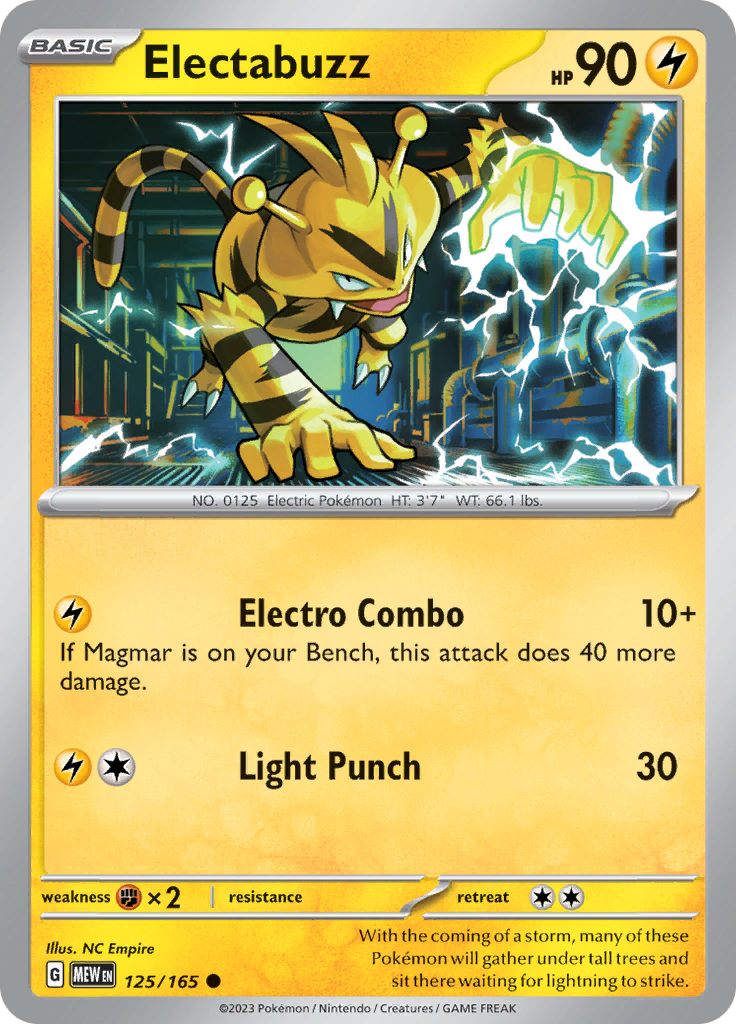 BASIC
Electabuzz
HP 90
NO. 0125 Electric Pokémon HT: 3'7" WT: 66.1 lbs.
Electro Combo 10+
If Magmar is on your Bench, this attack does 40 more
damage.
Light Punch 30
weakness ×2 resistance retreat
Illus. NC Empire
With the coming of a storm, many of these
Pokémon will gather under tall trees and
sit there waiting for lightning to strike.
G MEW EN 125/165
©2023 Pokémon / Nintendo / Creatures / GAME FREAK